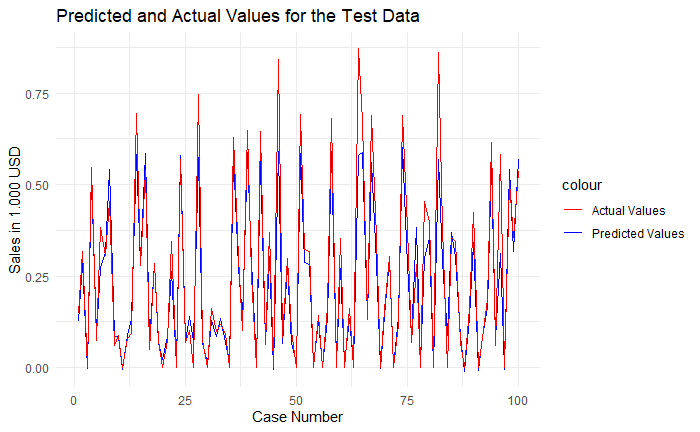 Predicted and Actual Values for the Test Data
Sales in 1.000 USD
0.75
0.50
0.25
0.00
0
25
50
75
100
Case Number
colour
Actual Values
Predicted Values